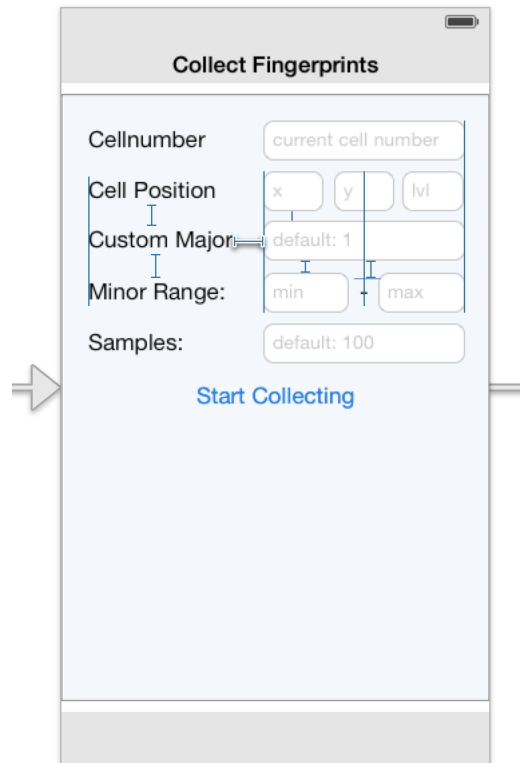 Collect Fingerprints
Cellnumber current cell number
Cell Position x y lvl
Custom Major default: 1
Minor Range: min - max
Samples: default: 100
Start Collecting